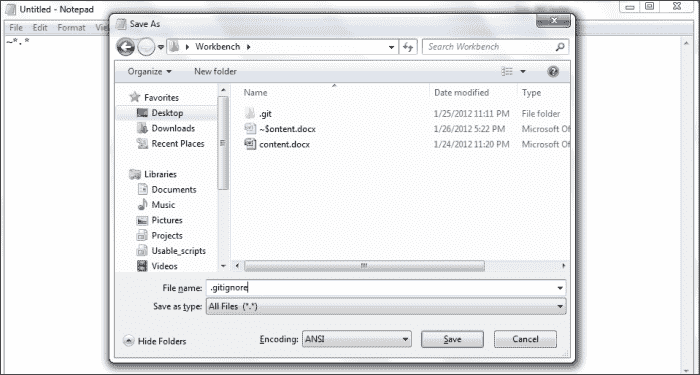 Untitled - Notepad
File Edit Format View
~*.*
Save As
Workbench
Search Workbench
Organize New folder
Name Date modified Type
Favorites
Desktop
Downloads
Recent Places
Libraries
Documents
Music
Pictures
Projects
Usable_scripts
Videos
.git 1/25/2012 11:11 PM File folder
~$ontent.docx 1/26/2012 5:22 PM Microsoft Of
content.docx 1/24/2012 11:20 PM Microsoft Of
File name: .gitignore
Save as type: All Files (*.*)
Hide Folders Encoding: ANSI Save Cancel